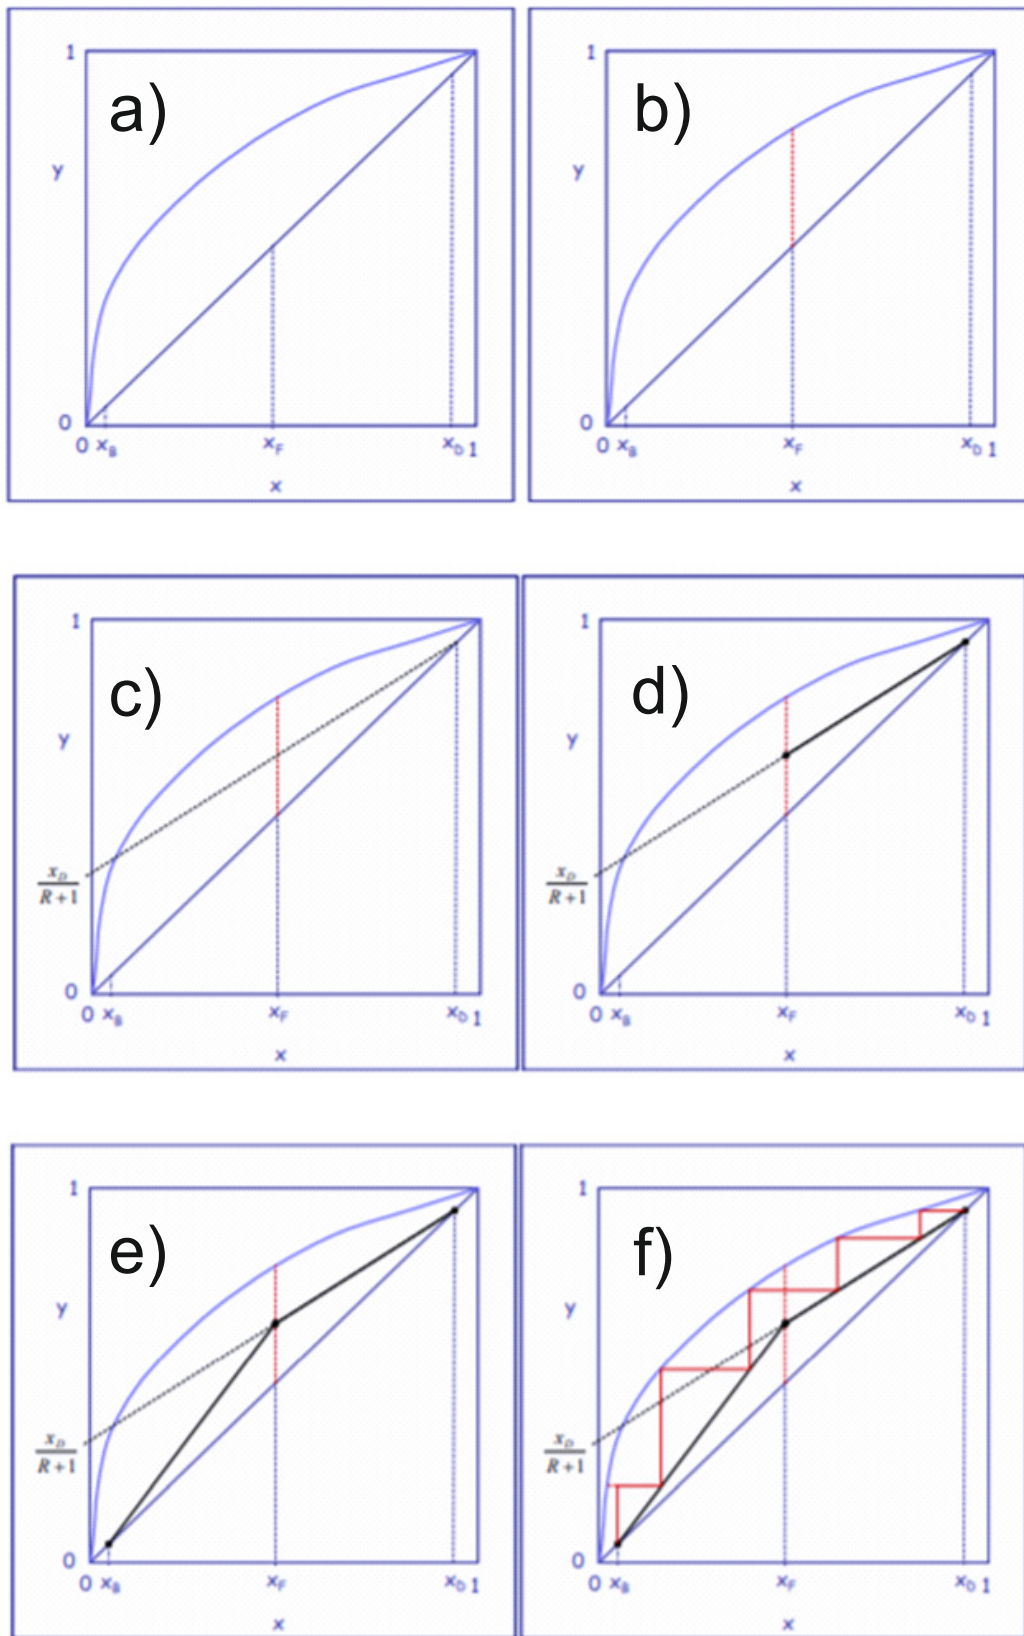 1
a)
y
0
0 x_B x_F x_D 1
x
1
b)
y
0
0 x_B x_F x_D 1
x
1
c)
y
x_D
R+1
0
0 x_B x_F x_D 1
x
1
d)
y
x_D
R+1
0
0 x_B x_F x_D 1
x
1
e)
y
x_D
R+1
0
0 x_B x_F x_D 1
x
1
f)
y
x_D
R+1
0
0 x_B x_F x_D 1
x